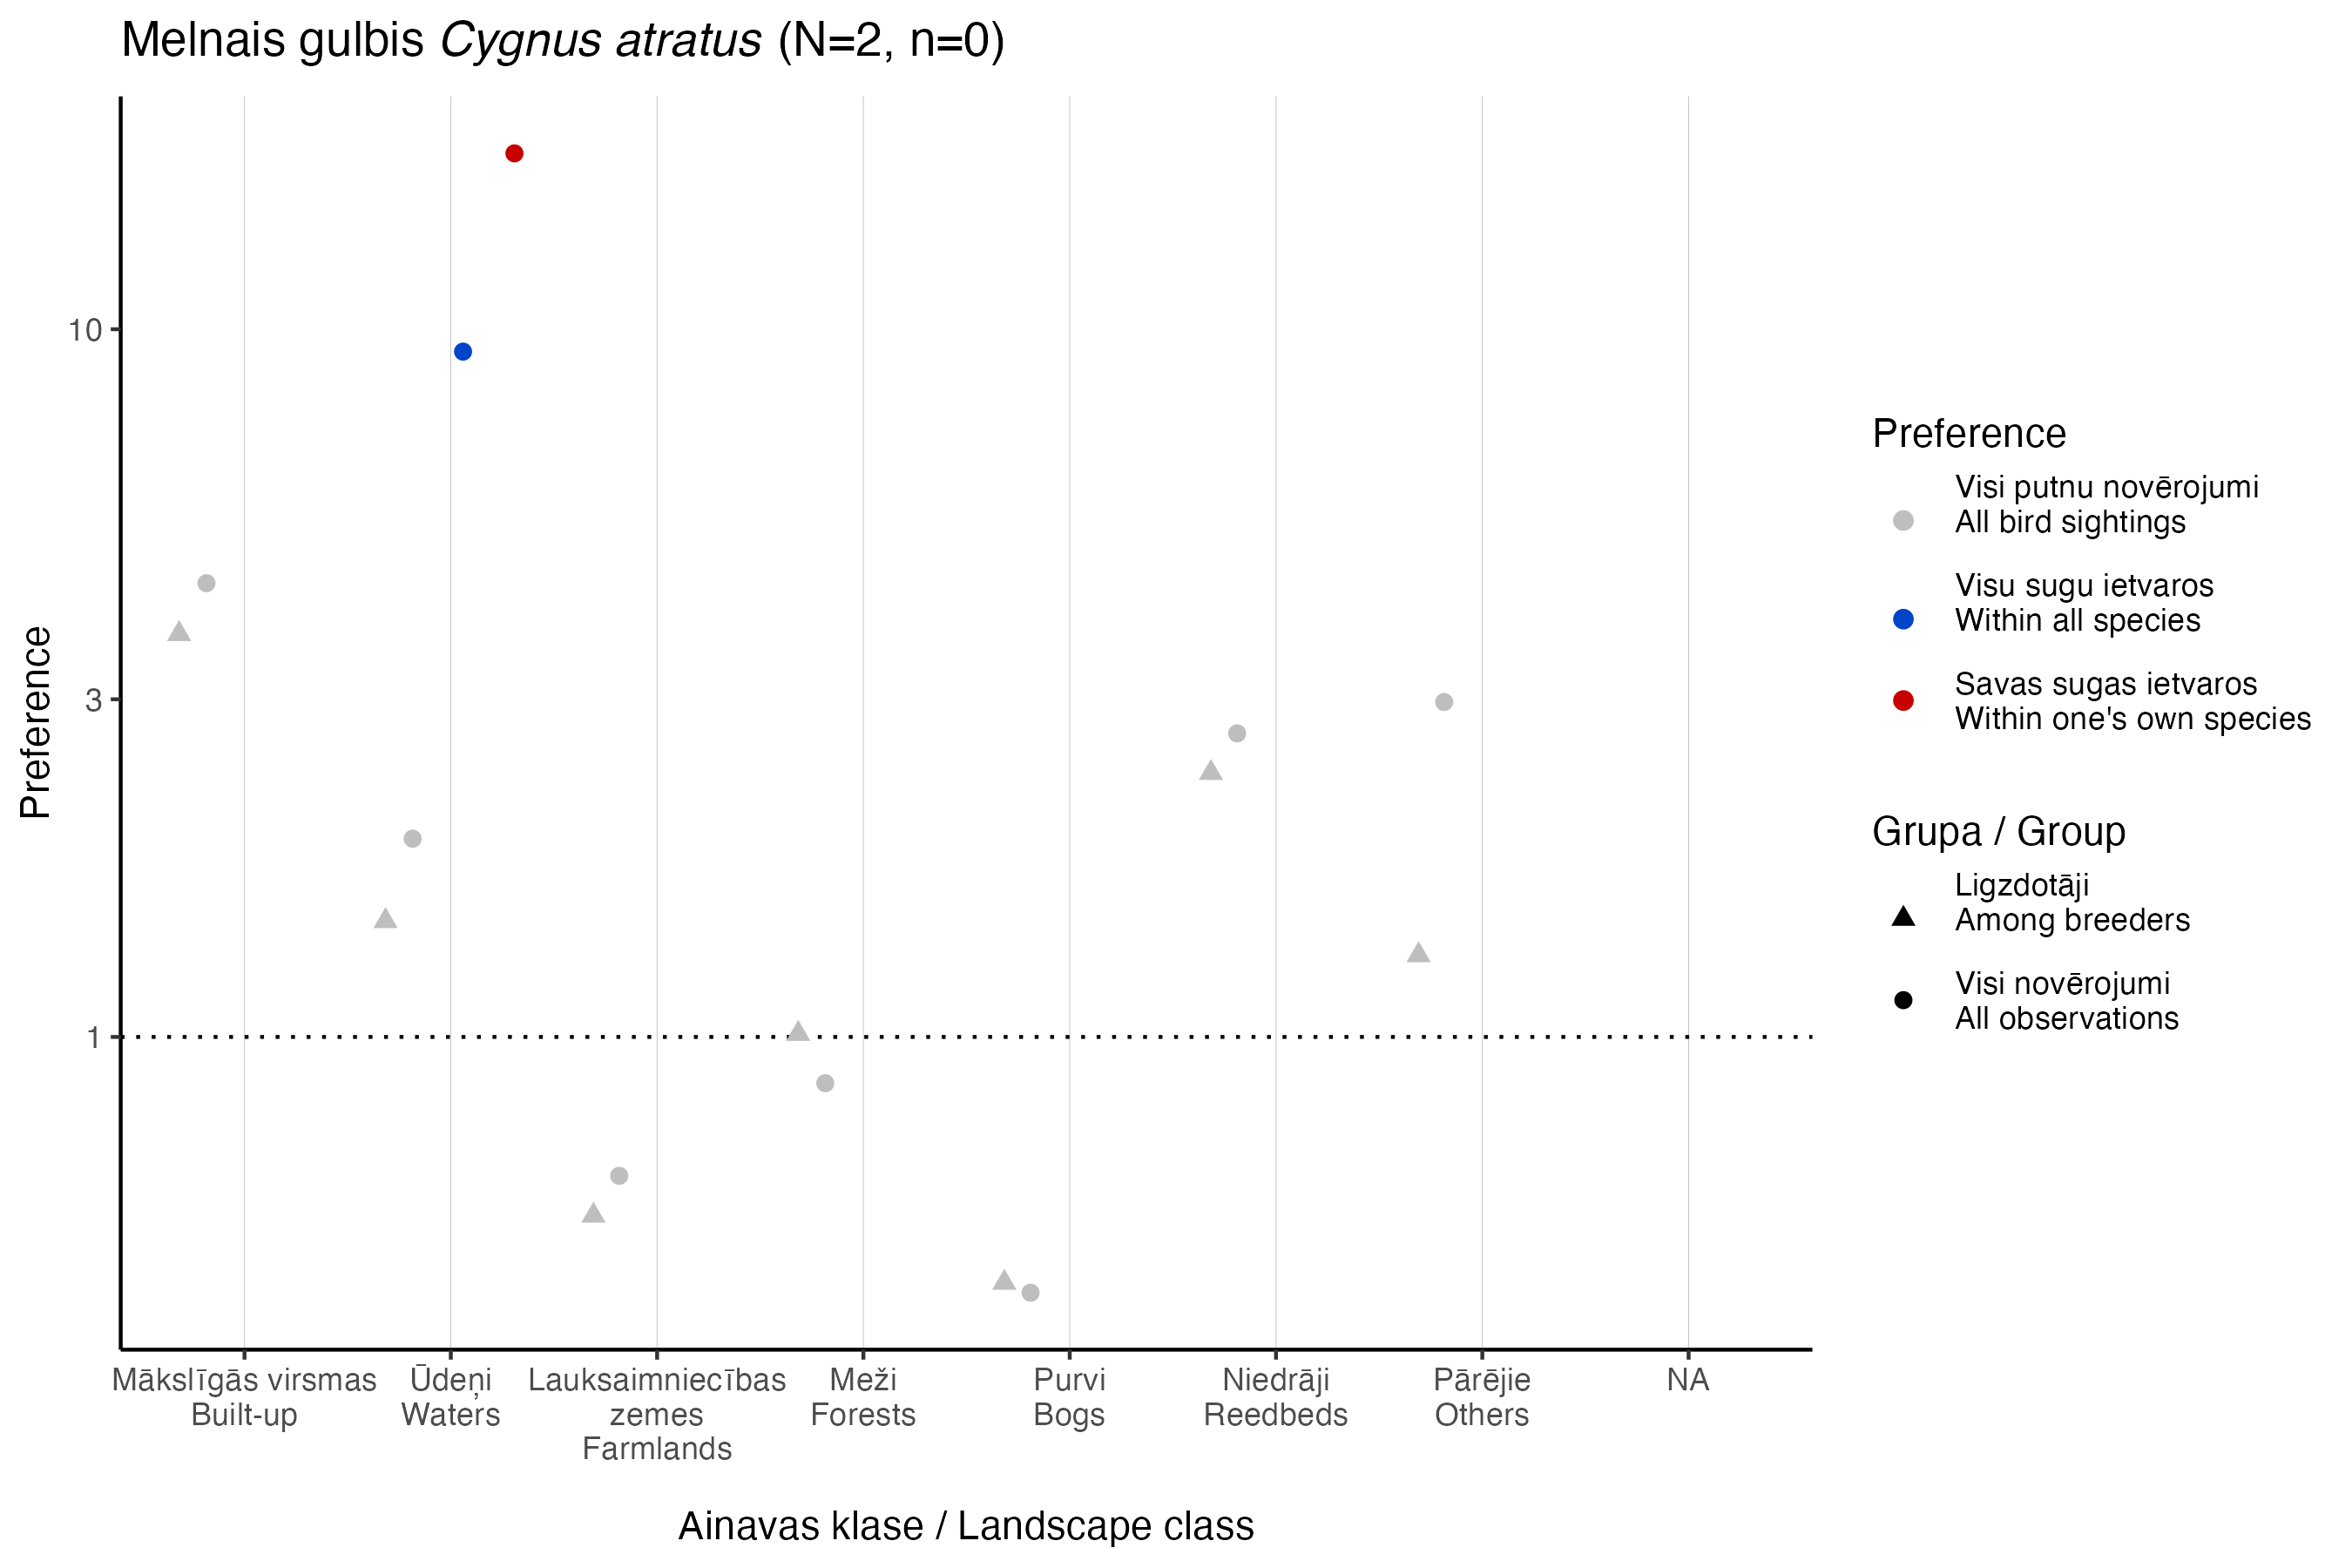 Melnais gulbis Cygnus atratus (N=2, n=0)
Preference
10
3
1
Mākslīgās virsmas
Built-up
Ūdeņi
Waters
Lauksaimniecības
zemes
Farmlands
Meži
Forests
Purvi
Bogs
Niedrāji
Reedbeds
Pārējie
Others
NA
Ainavas klase / Landscape class
Preference
Visi putnu novērojumi
All bird sightings
Visu sugu ietvaros
Within all species
Savas sugas ietvaros
Within one's own species
Grupa / Group
Ligzdotāji
Among breeders
Visi novērojumi
All observations